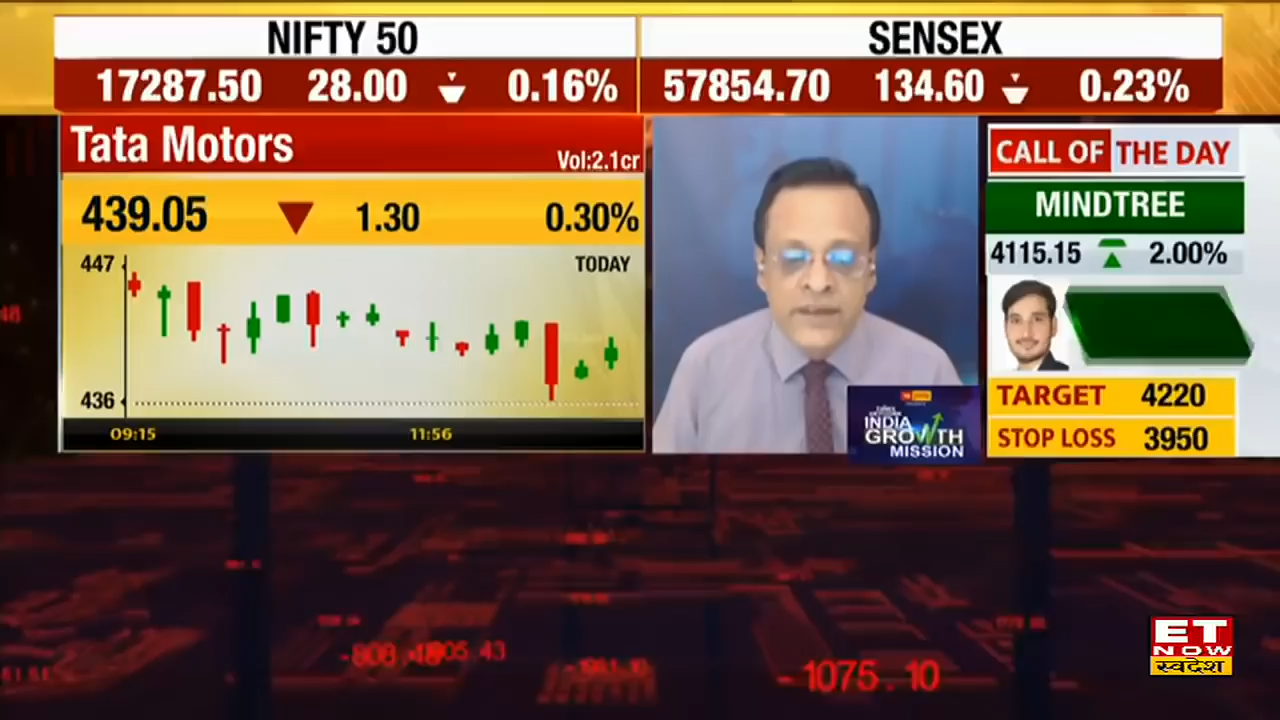 NIFTY 50
17287.50 28.00 0.16%
SENSEX
57854.70 134.60 0.23%
Tata Motors
Vol:2.1cr
439.05 1.30 0.30%
447
TODAY
436
09:15 11:56
INDIA
GROWTH
MISSION
CALL OF THE DAY
MINDTREE
4115.15 2.00%
TARGET 4220
STOP LOSS 3950
-1075.10
ET
NOW
स्वदेश